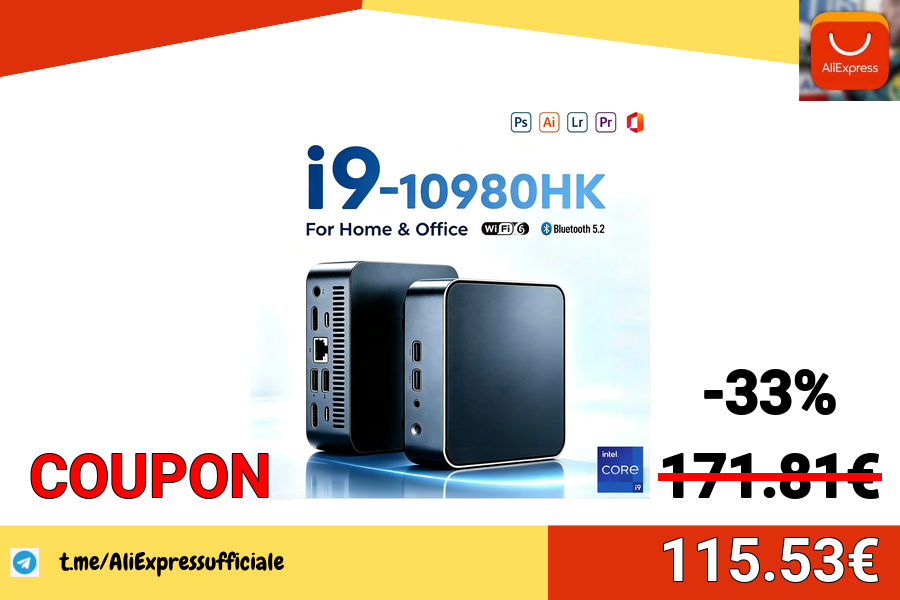 AliExpress
Ps Ai Lr Pr
i9-10980HK
For Home & Office WiFi 6 Bluetooth 5.2
intel
CORE
i9
-33%
COUPON
171.81€
t.me/AliExpressufficiale
115.53€